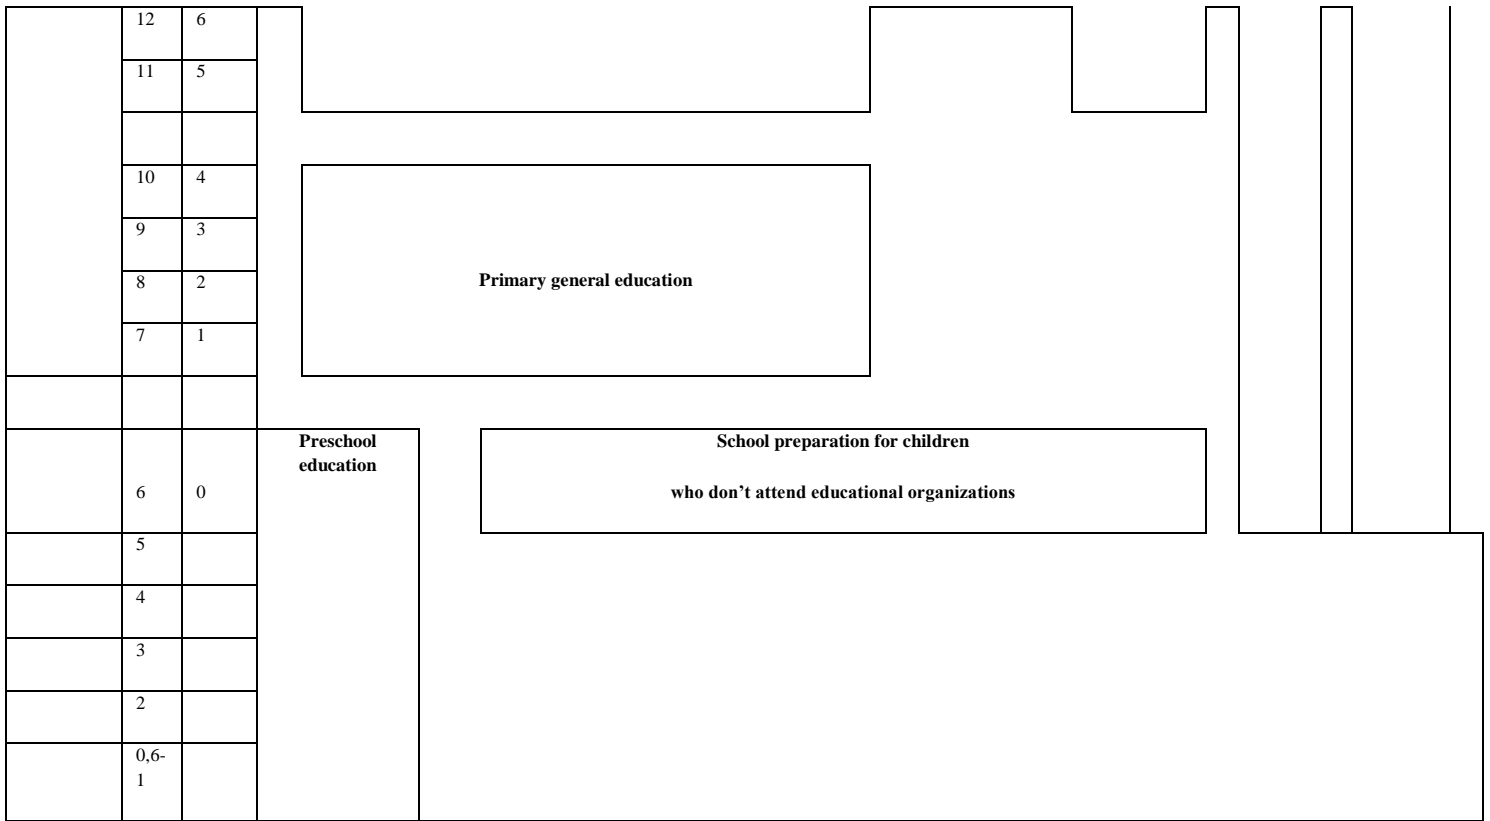 12 6
11 5
10 4
9 3
8 2
Primary general education
7 1
Preschool
education
School preparation for children
6 0
who don’t attend educational organizations
5
4
3
2
0,6-
1